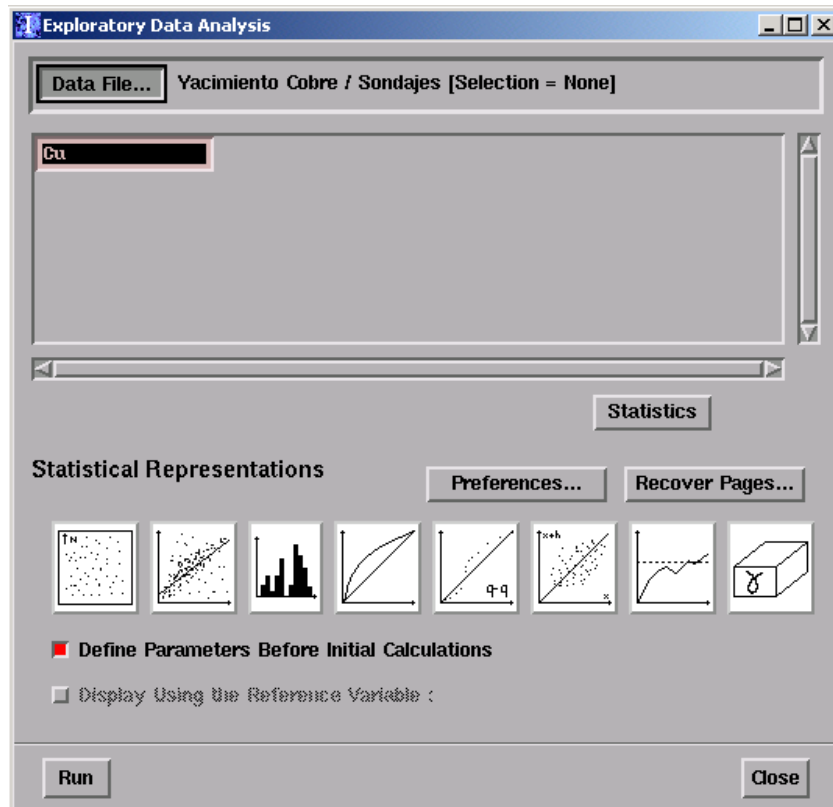 Exploratory Data Analysis
Data File... Yacimiento Cobre / Sondajes [Selection = None]
Cu
Statistics
Statistical Representations
Preferences... Recover Pages...
N
q-q
x+h
x
γ
Define Parameters Before Initial Calculations
Display Using the Reference Variable :
Run Close